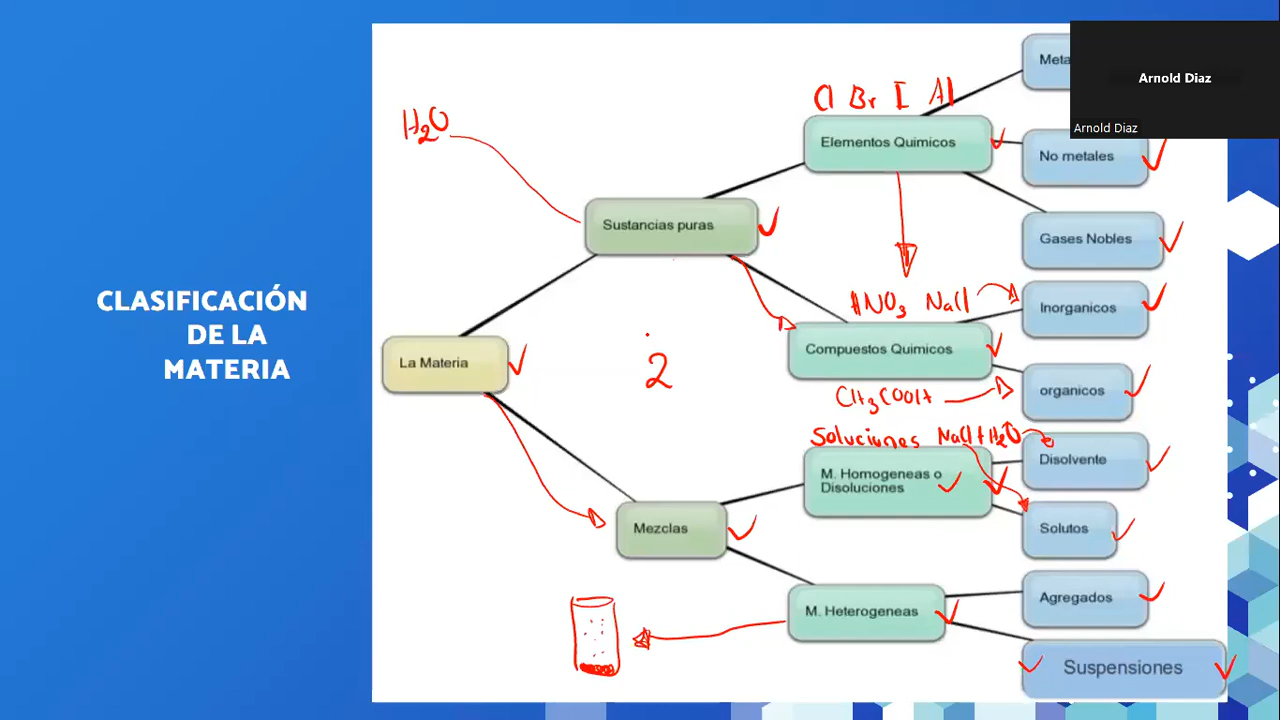 CLASIFICACIÓN
DE LA
MATERIA
Arnold Diaz
Arnold Diaz
H₂O
Cl Br I Al
Elementos Quimicos
No metales
Sustancias puras
Gases Nobles
HNO₃ NaCl
Inorganicos
La Materia
2
Compuestos Quimicos
CH₃COOH
organicos
Soluciones NaCl + H₂O
M. Homogeneas o
Disoluciones
Disolvente
Solutos
Mezclas
M. Heterogeneas
Agregados
Suspensiones